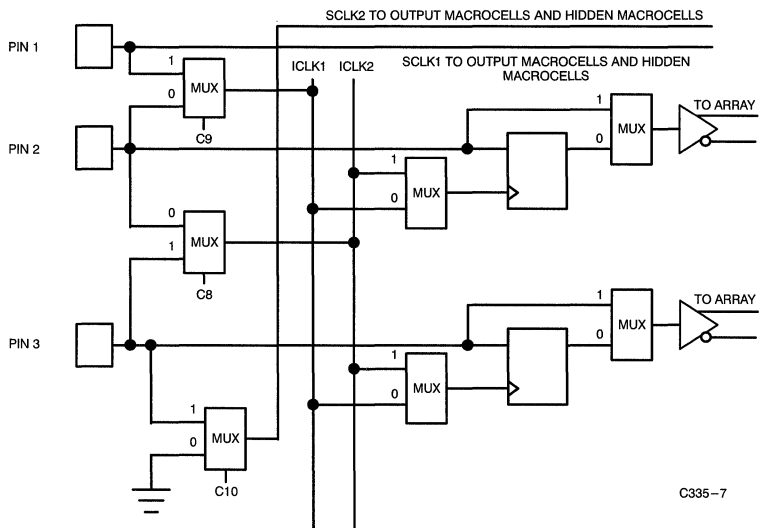 SCLK2 TO OUTPUT MACROCELLS AND HIDDEN MACROCELLS
PIN 1
ICLK1
ICLK2
SCLK1 TO OUTPUT MACROCELLS AND HIDDEN
MACROCELLS
1
MUX
0
C9
1
MUX
0
TO ARRAY
PIN 2
1
MUX
0
0
MUX
1
C8
1
MUX
0
TO ARRAY
PIN 3
1
MUX
0
1
MUX
0
C10
C335-7